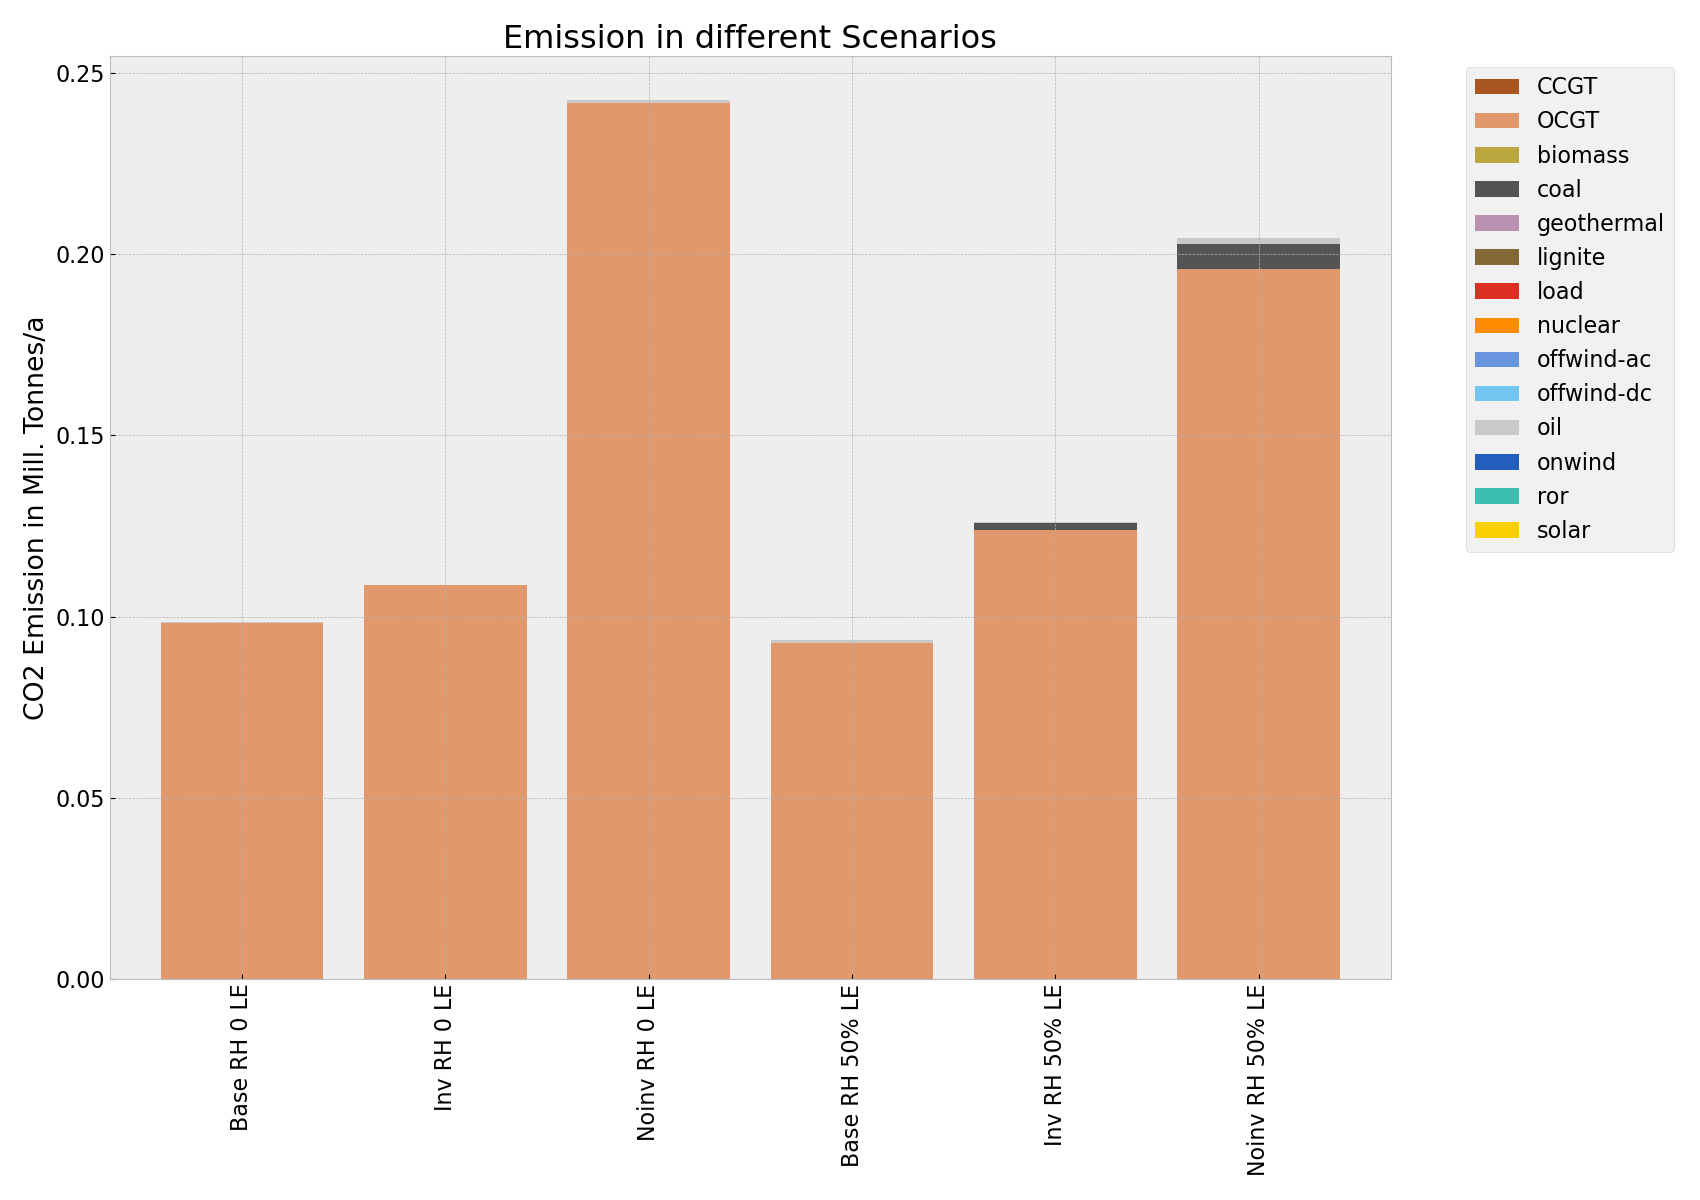 Emission in different Scenarios
CO2 Emission in Mill. Tonnes/a
0.25
0.20
0.15
0.10
0.05
0.00
Base RH 0 LE
Inv RH 0 LE
Noinv RH 0 LE
Base RH 50% LE
Inv RH 50% LE
Noinv RH 50% LE
CCGT
OCGT
biomass
coal
geothermal
lignite
load
nuclear
offwind-ac
offwind-dc
oil
onwind
ror
solar